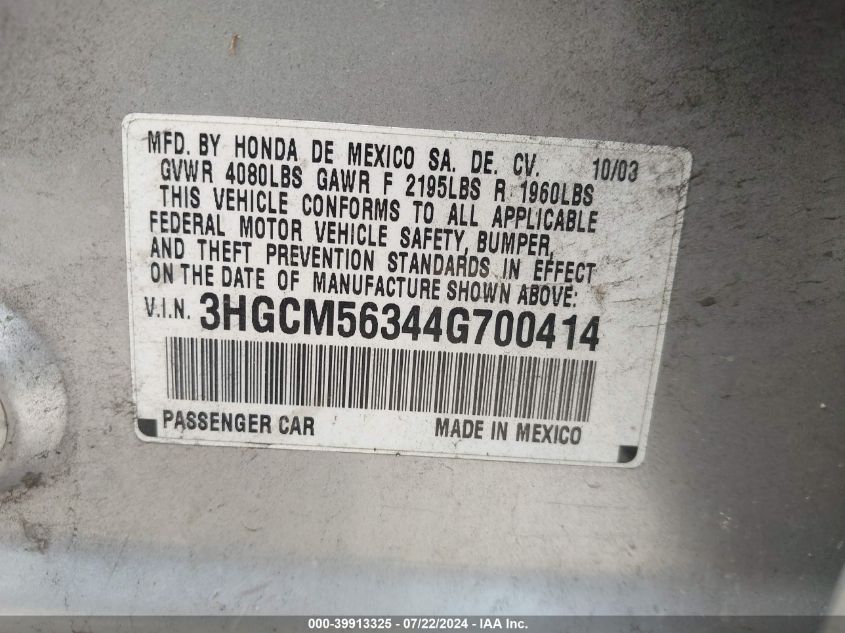 MFD. BY HONDA DE MEXICO SA. DE. CV. 10/03
GVWR 4080LBS GAWR F 2195LBS R 1960LBS
THIS VEHICLE CONFORMS TO ALL APPLICABLE
FEDERAL MOTOR VEHICLE SAFETY, BUMPER,
AND THEFT PREVENTION STANDARDS IN EFFECT
ON THE DATE OF MANUFACTURE SHOWN ABOVE:
V.I.N. 3HGCM56344G700414
PASSENGER CAR MADE IN MEXICO
000-39913325 - 07/22/2024 - IAA Inc.